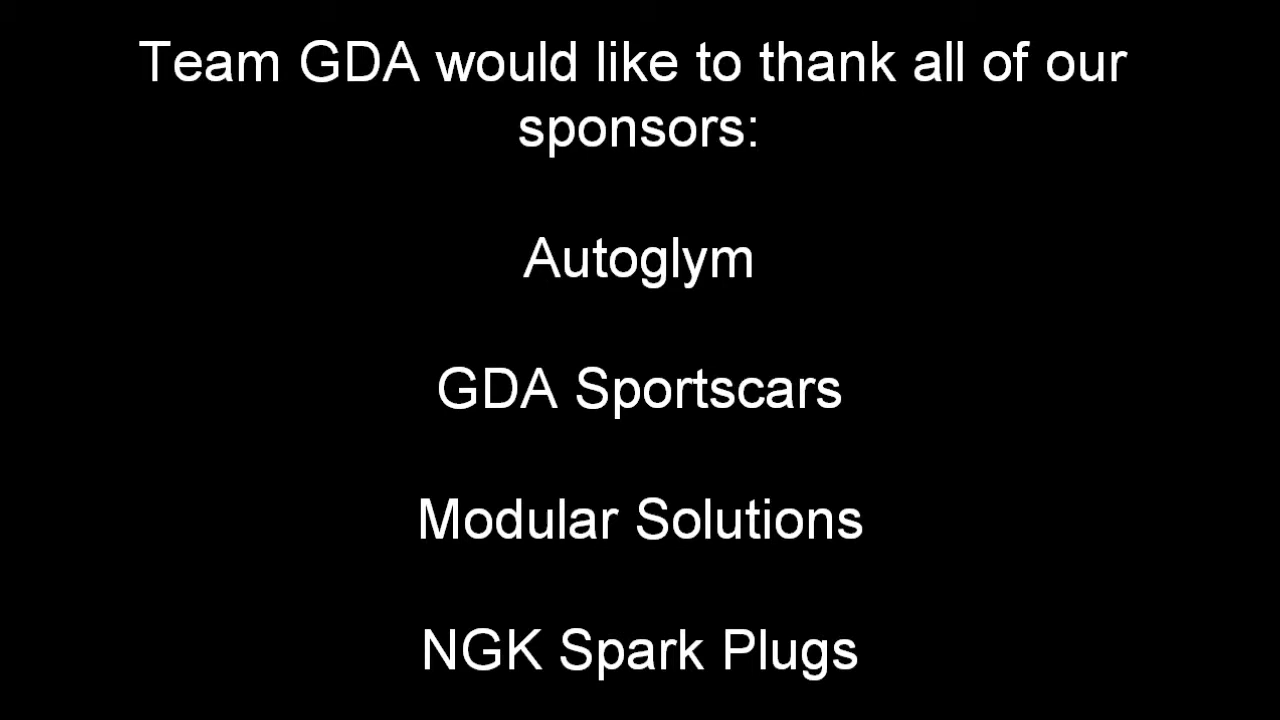 Team GDA would like to thank all of our
sponsors:
Autoglym
GDA Sportscars
Modular Solutions
NGK Spark Plugs